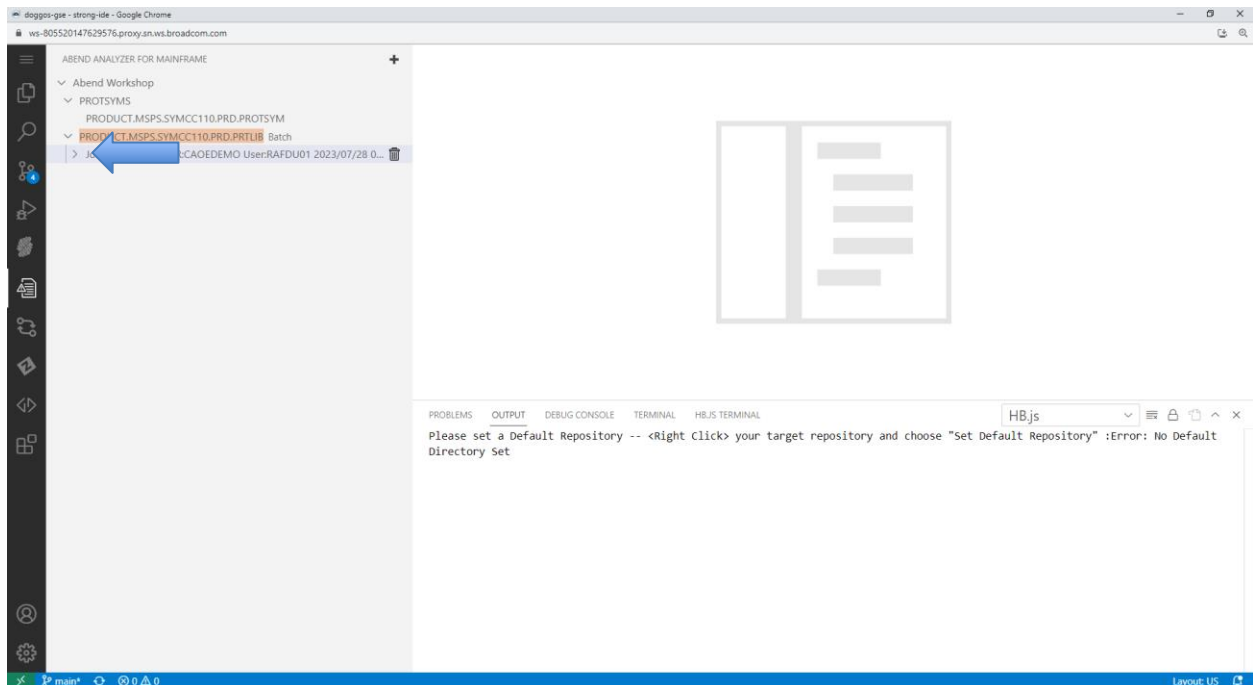 doggos-gse - strong-ide - Google Chrome
ws-805520147629576.proxy.sn.ws.broadcom.com
ABEND ANALYZER FOR MAINFRAME
Abend Workshop
PROTSYMS
PRODUCT.MSPS.SYMCC110.PRD.PROTSYM
PRODUCT.MSPS.SYMCC110.PRD.PRTLIB Batch
:CAOEDEMO User:RAFDU01 2023/07/28 0...
4
PROBLEMS OUTPUT DEBUG CONSOLE TERMINAL HB.JS TERMINAL
HB.js
Please set a Default Repository -- <Right Click> your target repository and choose "Set Default Repository" :Error: No Default
Directory Set
main* 0 0
Layout: US